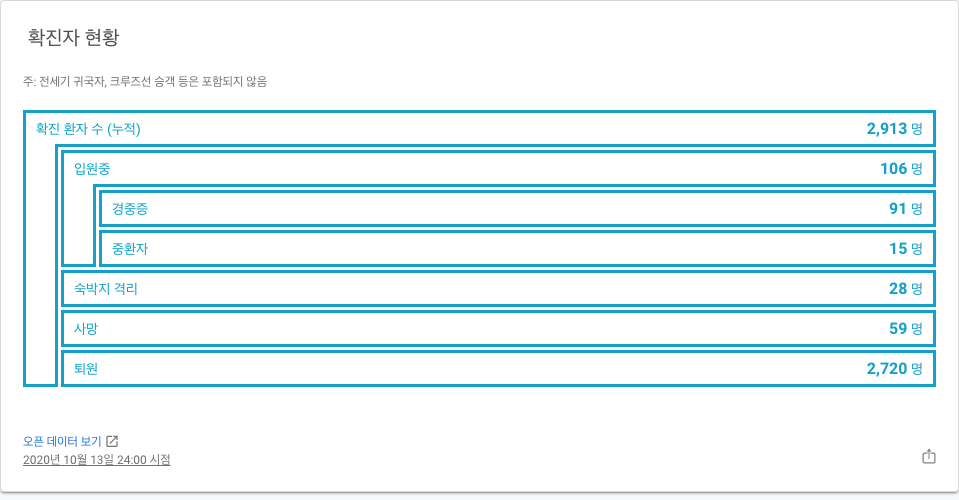 확진자 현황
주: 전세기 귀국자, 크루즈선 승객 등은 포함되지 않음
확진 환자 수 (누적) 2,913 명
입원중 106 명
경중증 91 명
중환자 15 명
숙박지 격리 28 명
사망 59 명
퇴원 2,720 명
오픈 데이터 보기
2020년 10월 13일 24:00 시점